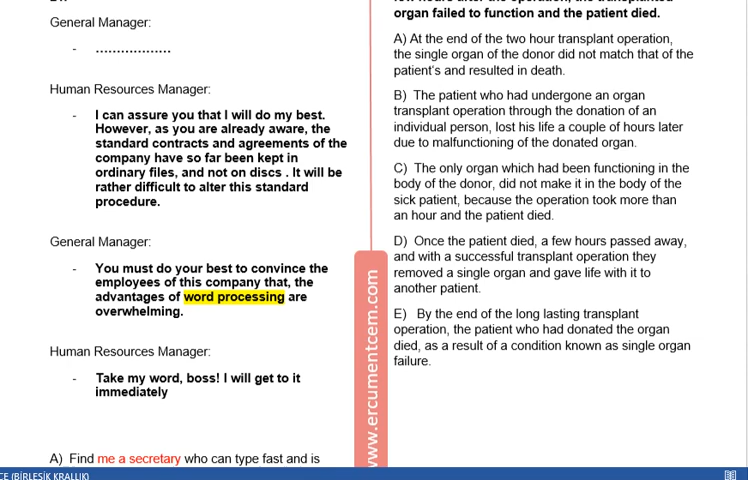 General Manager:
- ..................
Human Resources Manager:
- I can assure you that I will do my best.
However, as you are already aware, the
standard contracts and agreements of the
company have so far been kept in
ordinary files, and not on discs . It will be
rather difficult to alter this standard
procedure.
General Manager:
- You must do your best to convince the
employees of this company that, the
advantages of word processing are
overwhelming.
Human Resources Manager:
- Take my word, boss! I will get to it
immediately
A) Find me a secretary who can type fast and is
www.ercumentcem.com
organ failed to function and the patient died.
A) At the end of the two hour transplant operation,
the single organ of the donor did not match that of the
patient's and resulted in death.
B) The patient who had undergone an organ
transplant operation through the donation of an
individual person, lost his life a couple of hours later
due to malfunctioning of the donated organ.
C) The only organ which had been functioning in the
body of the donor, did not make it in the body of the
sick patient, because the operation took more than
an hour and the patient died.
D) Once the patient died, a few hours passed away,
and with a successful transplant operation they
removed a single organ and gave life with it to
another patient.
E) By the end of the long lasting transplant
operation, the patient who had donated the organ
died, as a result of a condition known as single organ
failure.
CE (BİRLEŞİK KRALLIK)